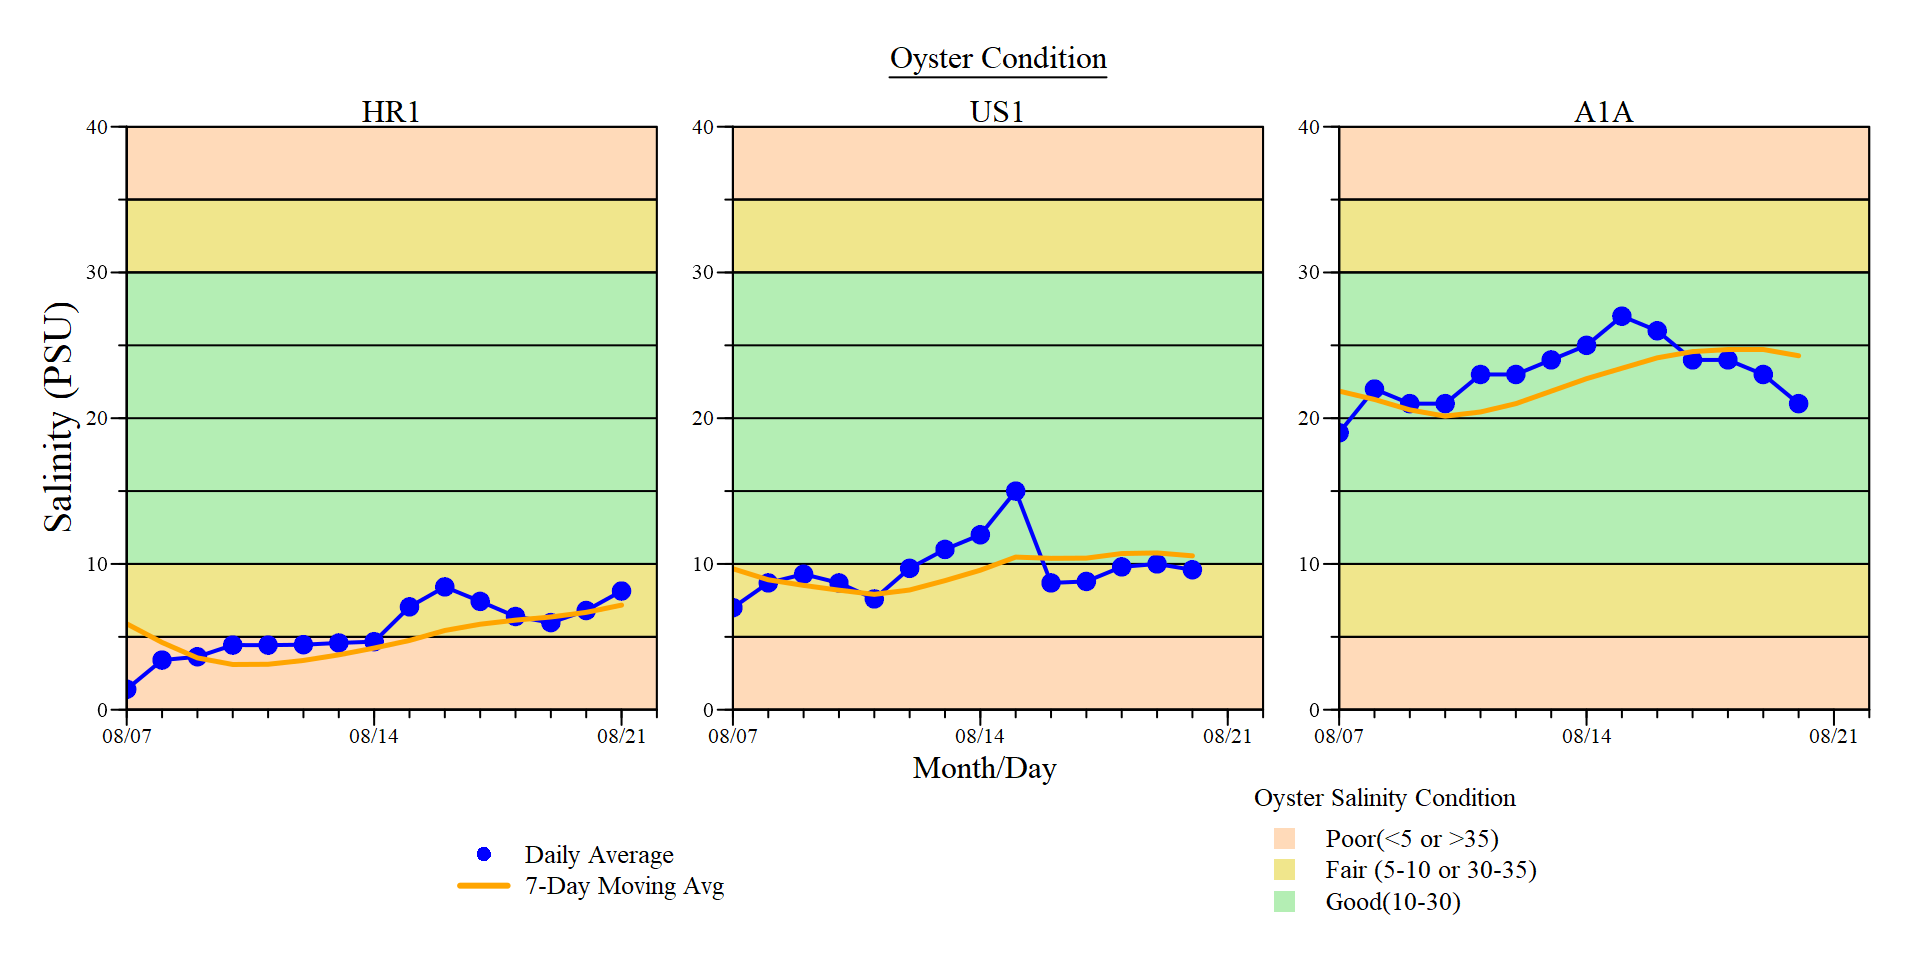 Oyster Condition
HR1
US1
A1A
40
30
20
10
0
40
30
20
10
0
40
30
20
10
0
Salinity (PSU)
08/07
08/14
08/21
08/07
08/14
08/21
08/07
08/14
08/21
Month/Day
Daily Average
7-Day Moving Avg
Oyster Salinity Condition
Poor(<5 or >35)
Fair (5-10 or 30-35)
Good(10-30)